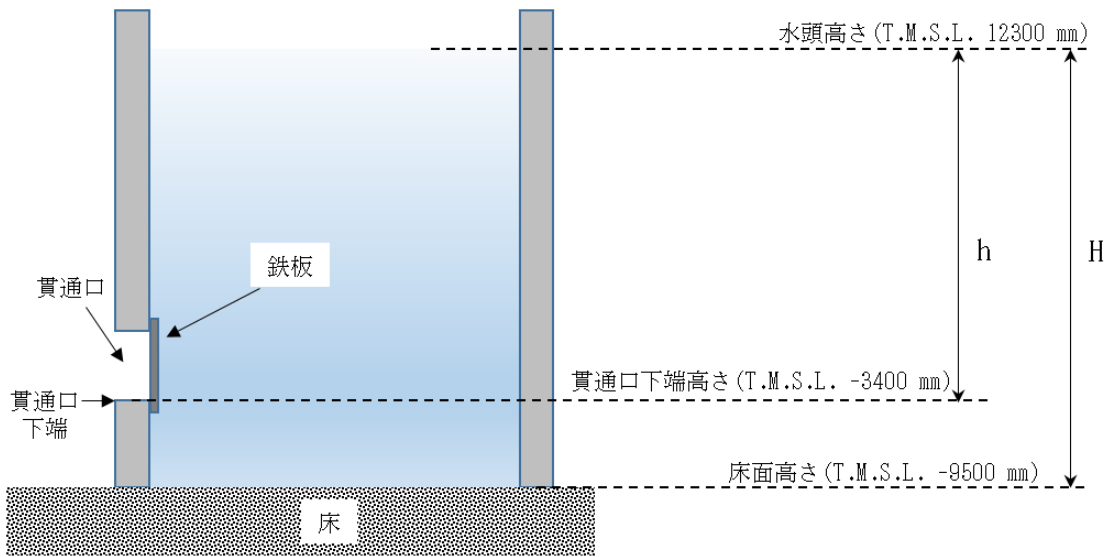 水頭高さ(T.M.S.L. 12300 mm)
鉄板
h
H
貫通口
貫通口下端高さ(T.M.S.L. -3400 mm)
貫通口
下端
床面高さ(T.M.S.L. -9500 mm)
床